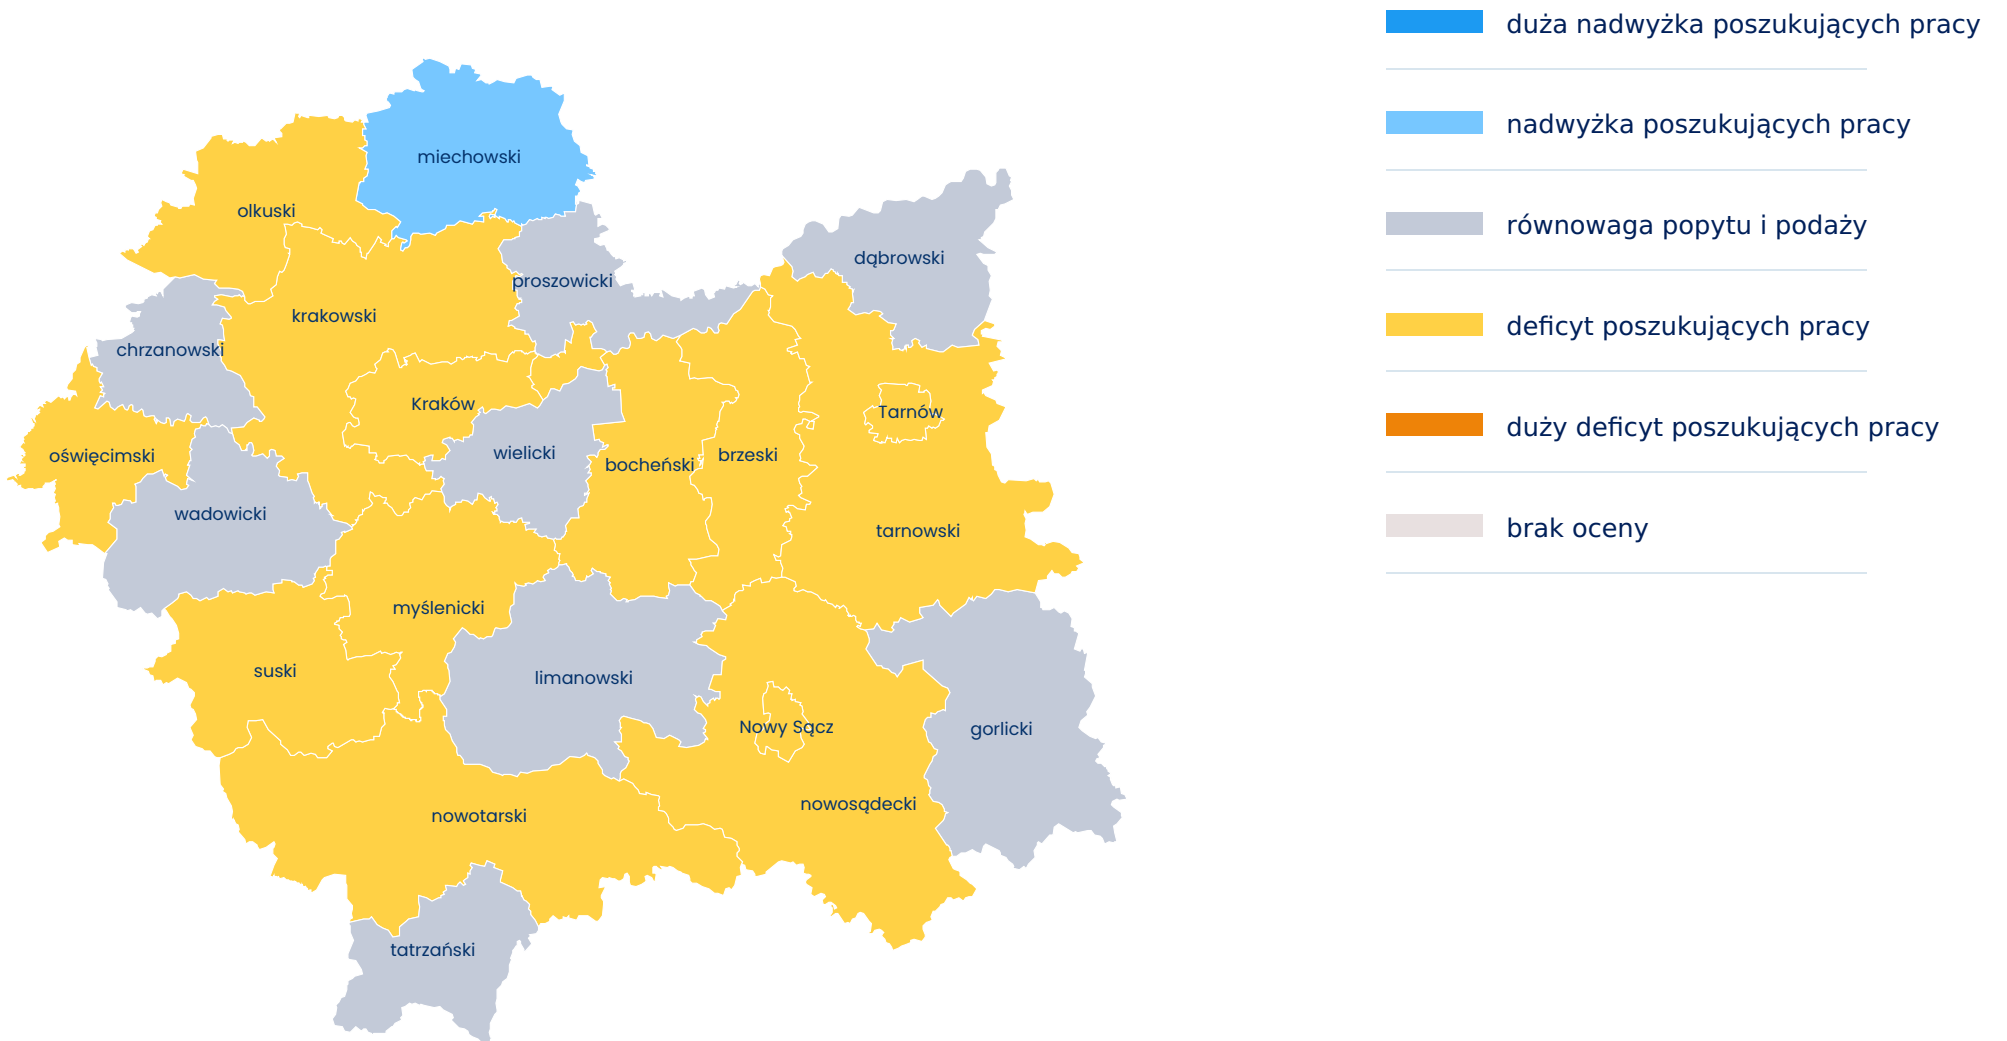 duża nadwyżka poszukujących pracy
nadwyżka poszukujących pracy
równowaga popytu i podaży
deficyt poszukujących pracy
duży deficyt poszukujących pracy
brak oceny
miechowski
olkuski
dąbrowski
proszowicki
krakowski
chrzanowski
Kraków
Tarnów
oświęcimski
wielicki
bocheński
brzeski
wadowicki
tarnowski
myślenicki
suski
limanowski
Nowy Sącz
gorlicki
nowosądecki
nowotarski
tatrzański